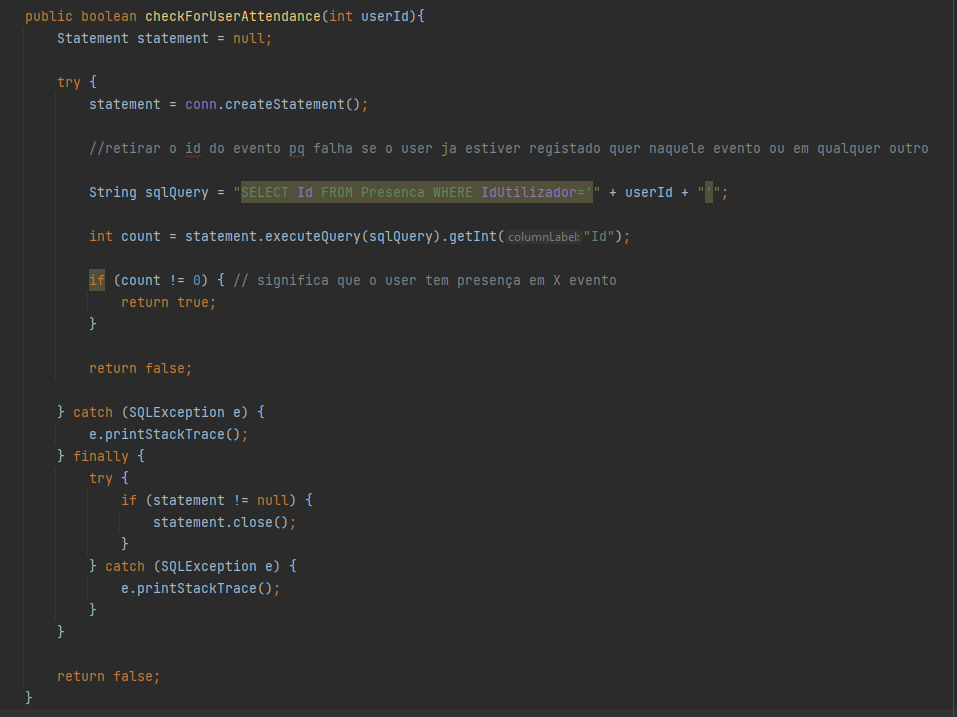 public boolean checkForUserAttendance(int userId){
Statement statement = null;
try {
statement = conn.createStatement();
//retirar o id do evento pq falha se o user ja estiver registado quer naquele evento ou em qualquer outro
String sqlQuery = "SELECT Id FROM Presenca WHERE IdUtilizador='" + userId + "'";
int count = statement.executeQuery(sqlQuery).getInt( columnLabel: "Id");
if (count != 0) { // significa que o user tem presença em X evento
return true;
}
return false;
} catch (SQLException e) {
e.printStackTrace();
} finally {
try {
if (statement != null) {
statement.close();
}
} catch (SQLException e) {
e.printStackTrace();
}
}
return false;
}